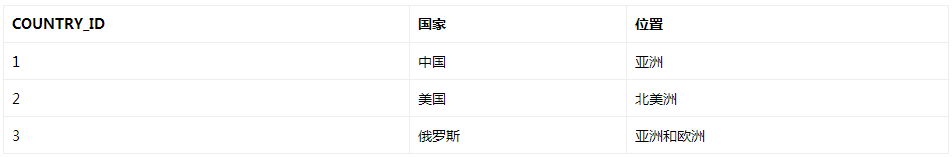 COUNTRY_ID 国家 位置
1 中国 亚洲
2 美国 北美洲
3 俄罗斯 亚洲和欧洲